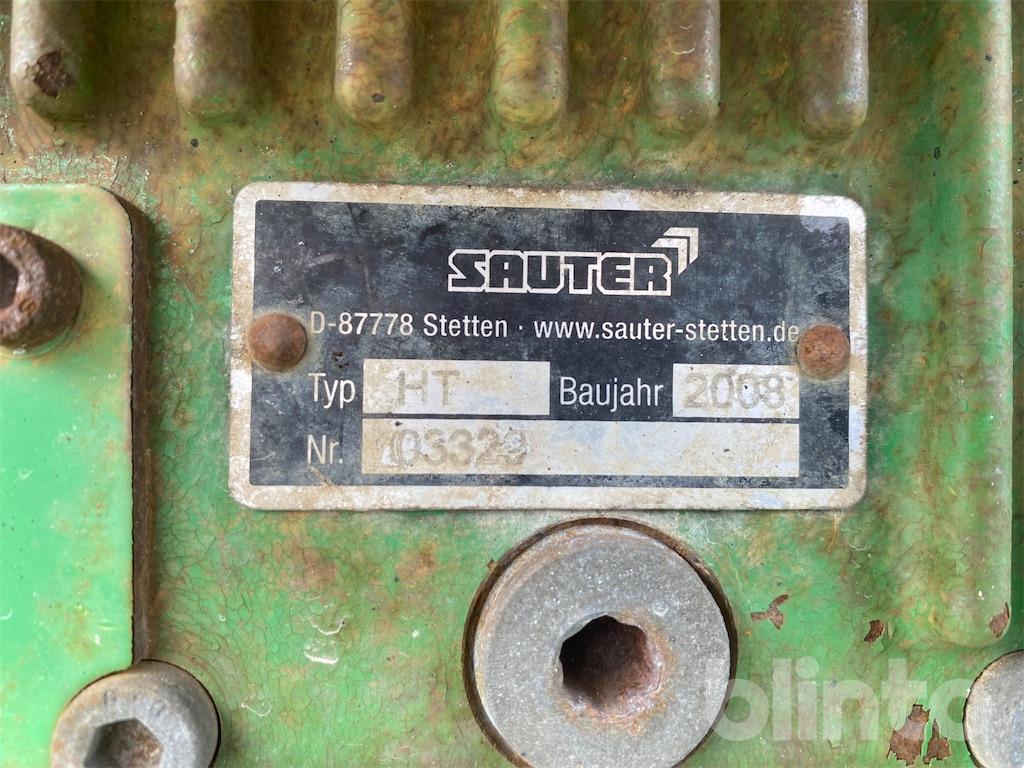 SAUTER
D-87778 Stetten · www.sauter-stetten.de
Typ HT Baujahr 2008
Nr. 03329
blinto